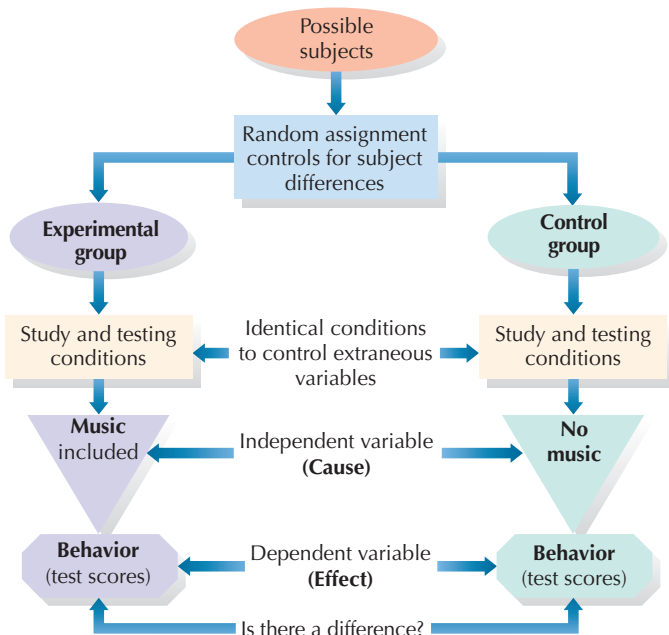 Possible
subjects
Random assignment
controls for subject
differences
Experimental
group
Control
group
Study and testing
conditions
Identical conditions
to control extraneous
variables
Study and testing
conditions
Music
included
Independent variable
(Cause)
No
music
Behavior
(test scores)
Dependent variable
(Effect)
Behavior
(test scores)
Is there a difference?